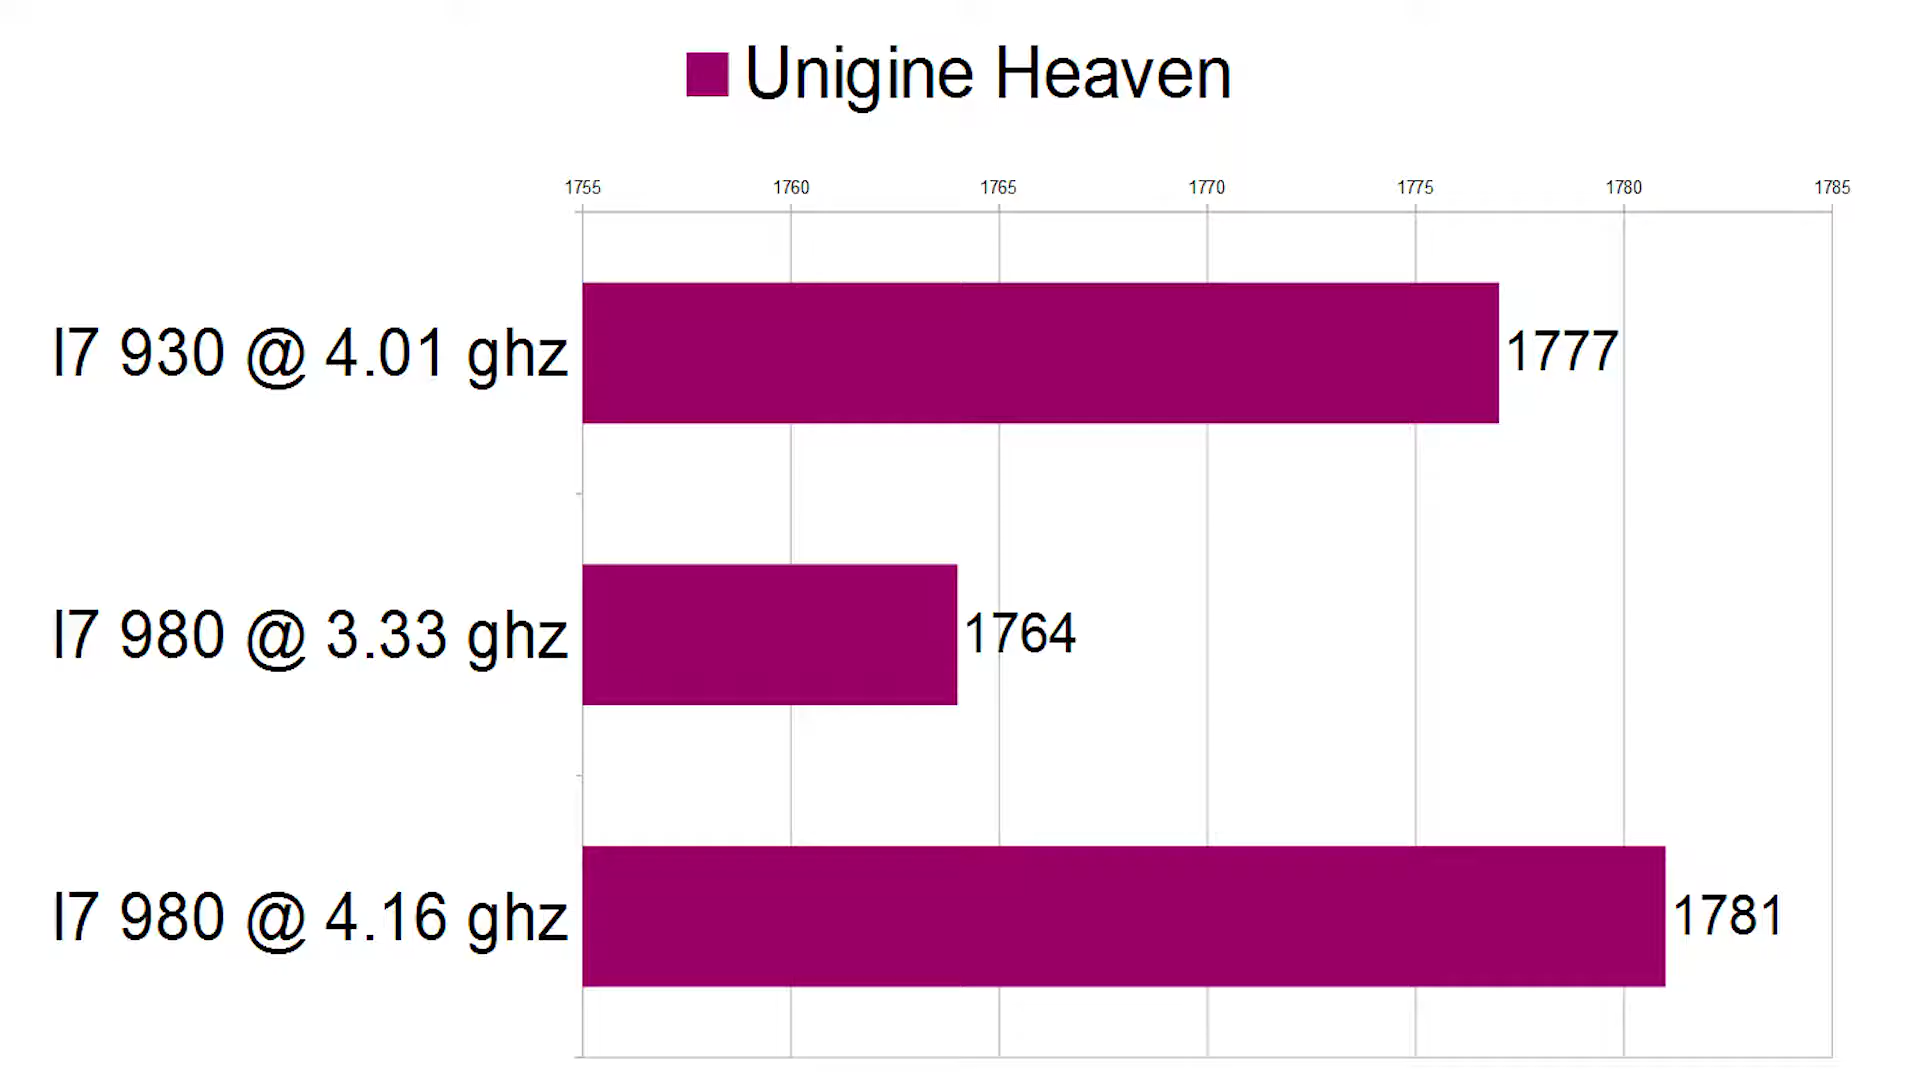 Unigine Heaven
1755 1760 1765 1770 1775 1780 1785
I7 930 @ 4.01 ghz 1777
I7 980 @ 3.33 ghz 1764
I7 980 @ 4.16 ghz 1781